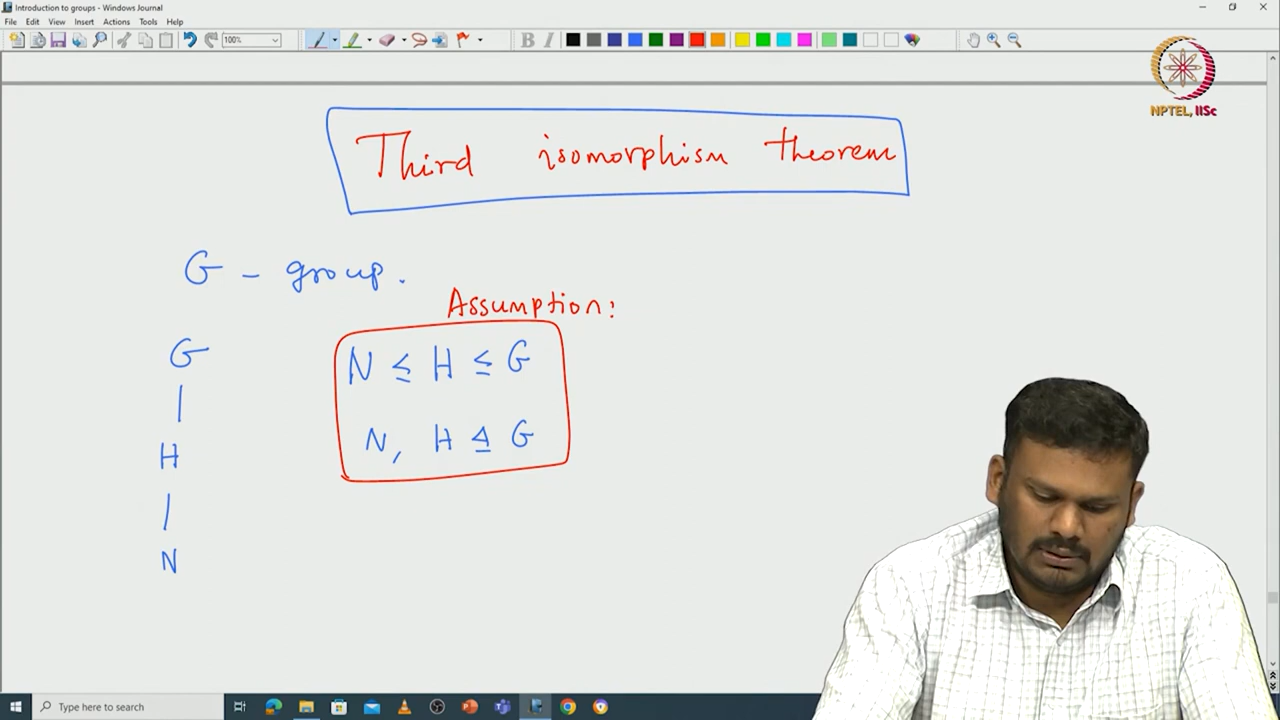 Introduction to groups - Windows Journal
File Edit View Insert Actions Tools Help
100%
B I
NPTEL, IISc
Third isomorphism theorem
G - group.
Assumption:
N ≤ H ≤ G
N, H ⊴ G
G
H
N
Type here to search